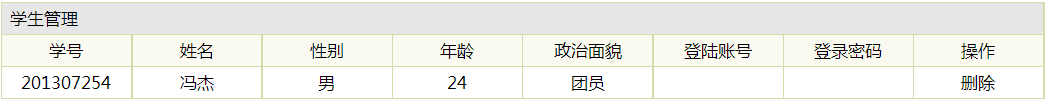 学生管理
学号 姓名 性别 年龄 政治面貌 登陆账号 登录密码 操作
201307254 冯杰 男 24 团员 删除